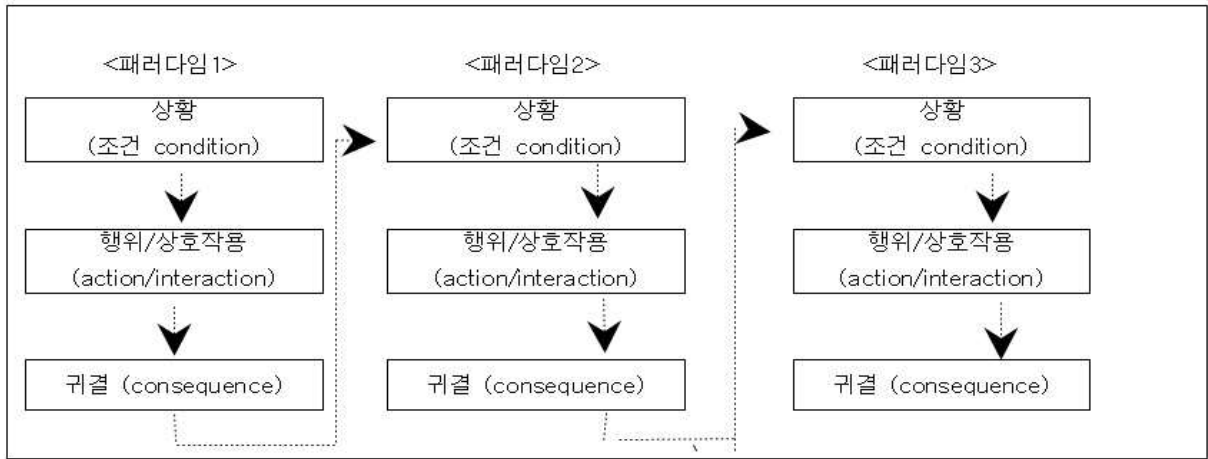 <패러다임1>
상황
(조건 condition)
행위/상호작용
(action/interaction)
귀결 (consequence)
<패러다임2>
상황
(조건 condition)
행위/상호작용
(action/interaction)
귀결 (consequence)
<패러다임3>
상황
(조건 condition)
행위/상호작용
(action/interaction)
귀결 (consequence)